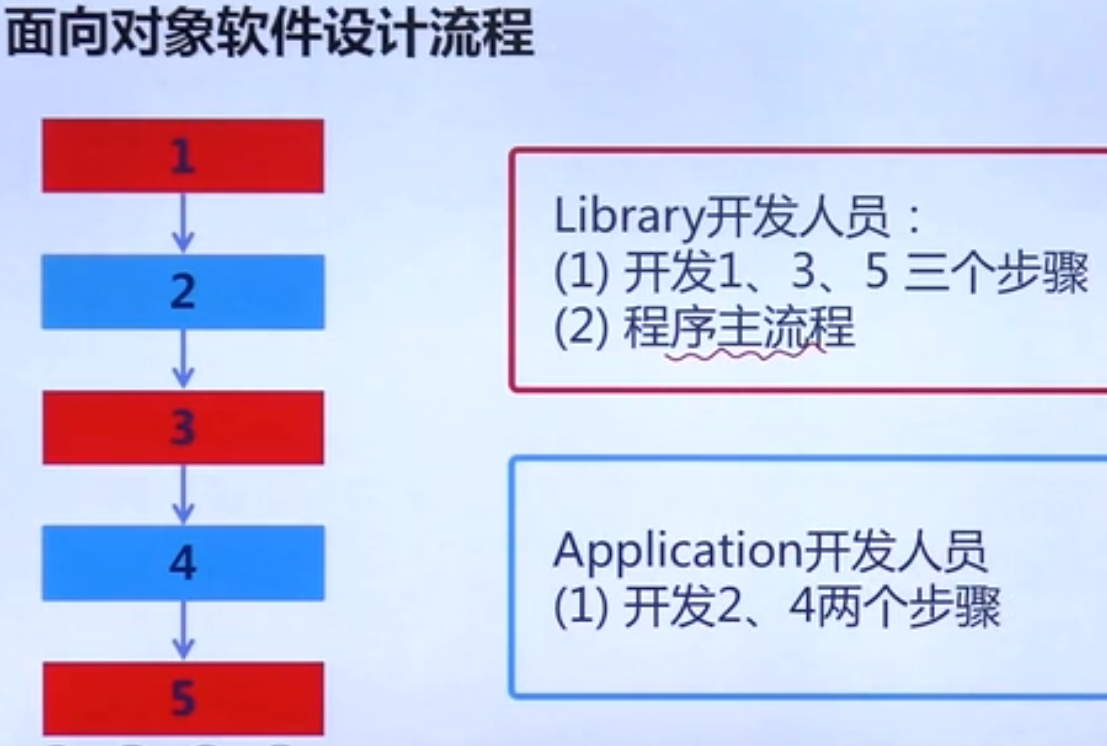 面向对象软件设计流程
1
2
3
4
5
Library开发人员：
(1) 开发1、3、5 三个步骤
(2) 程序主流程
Application开发人员
(1) 开发2、4两个步骤